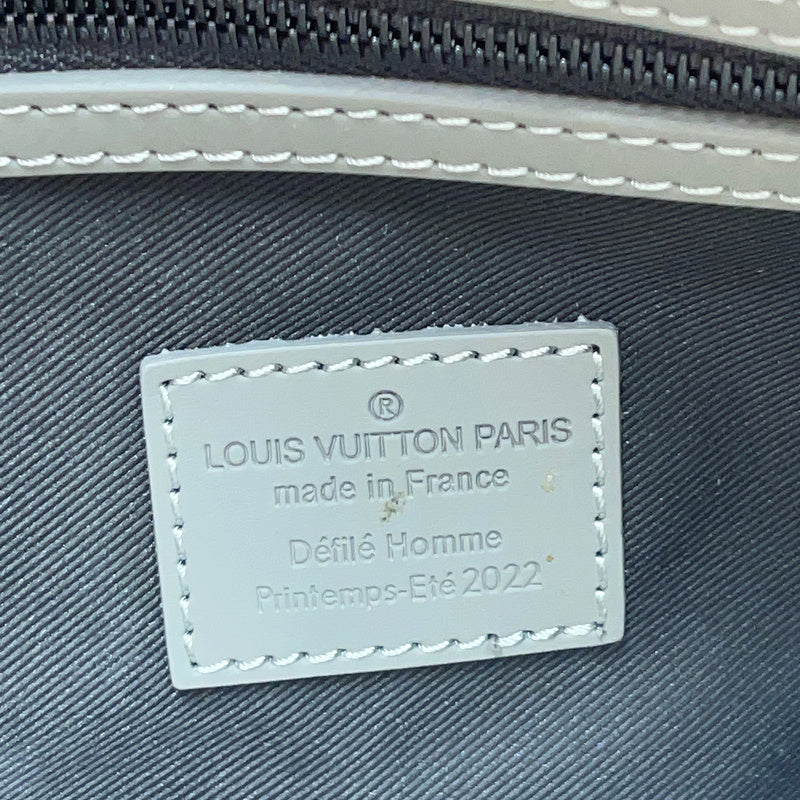 ®
LOUIS VUITTON PARIS
made in France
Défilé Homme
Printemps-Eté 2022